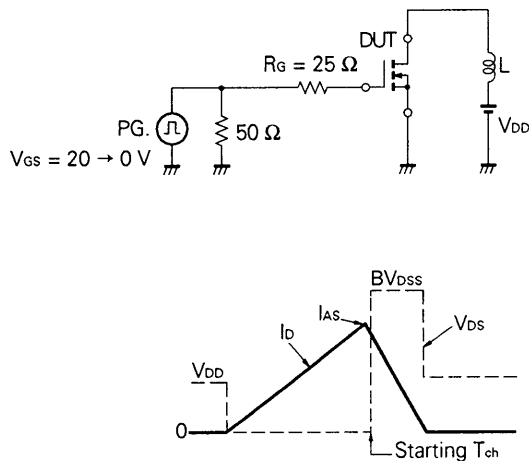 DUT
RG = 25 Ω
L
PG.
50 Ω
VDD
VGS = 20 → 0 V
BVDSS
IAS
ID
VDS
VDD
0
Starting Tch